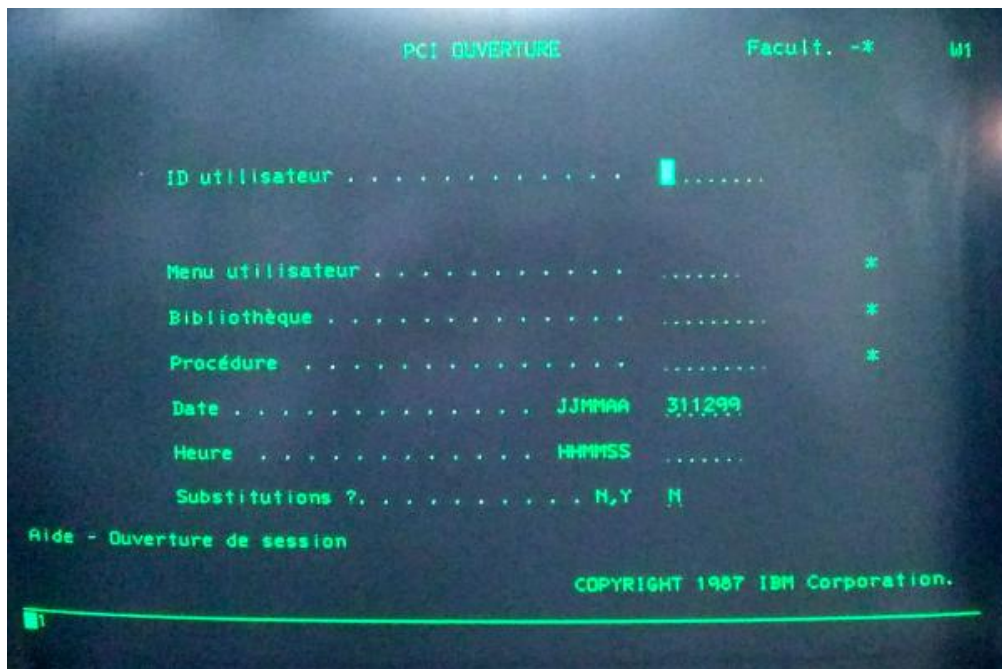 PCI OUVERTURE Facult. -* W1
ID utilisateur . . . . . . . . . . . . . .......
Menu utilisateur . . . . . . . . . . . ...... *
Bibliothèque . . . . . . . . . . . . . ........ *
Procédure . . . . . . . . . . . . . ........ *
Date . . . . . . . . . . . . JJMMAA 311299
Heure . . . . . . . . . . . HHMMSS ......
Substitutions ?. . . . . . . . . . N,Y N
Aide - Ouverture de session
COPYRIGHT 1987 IBM Corporation.
1